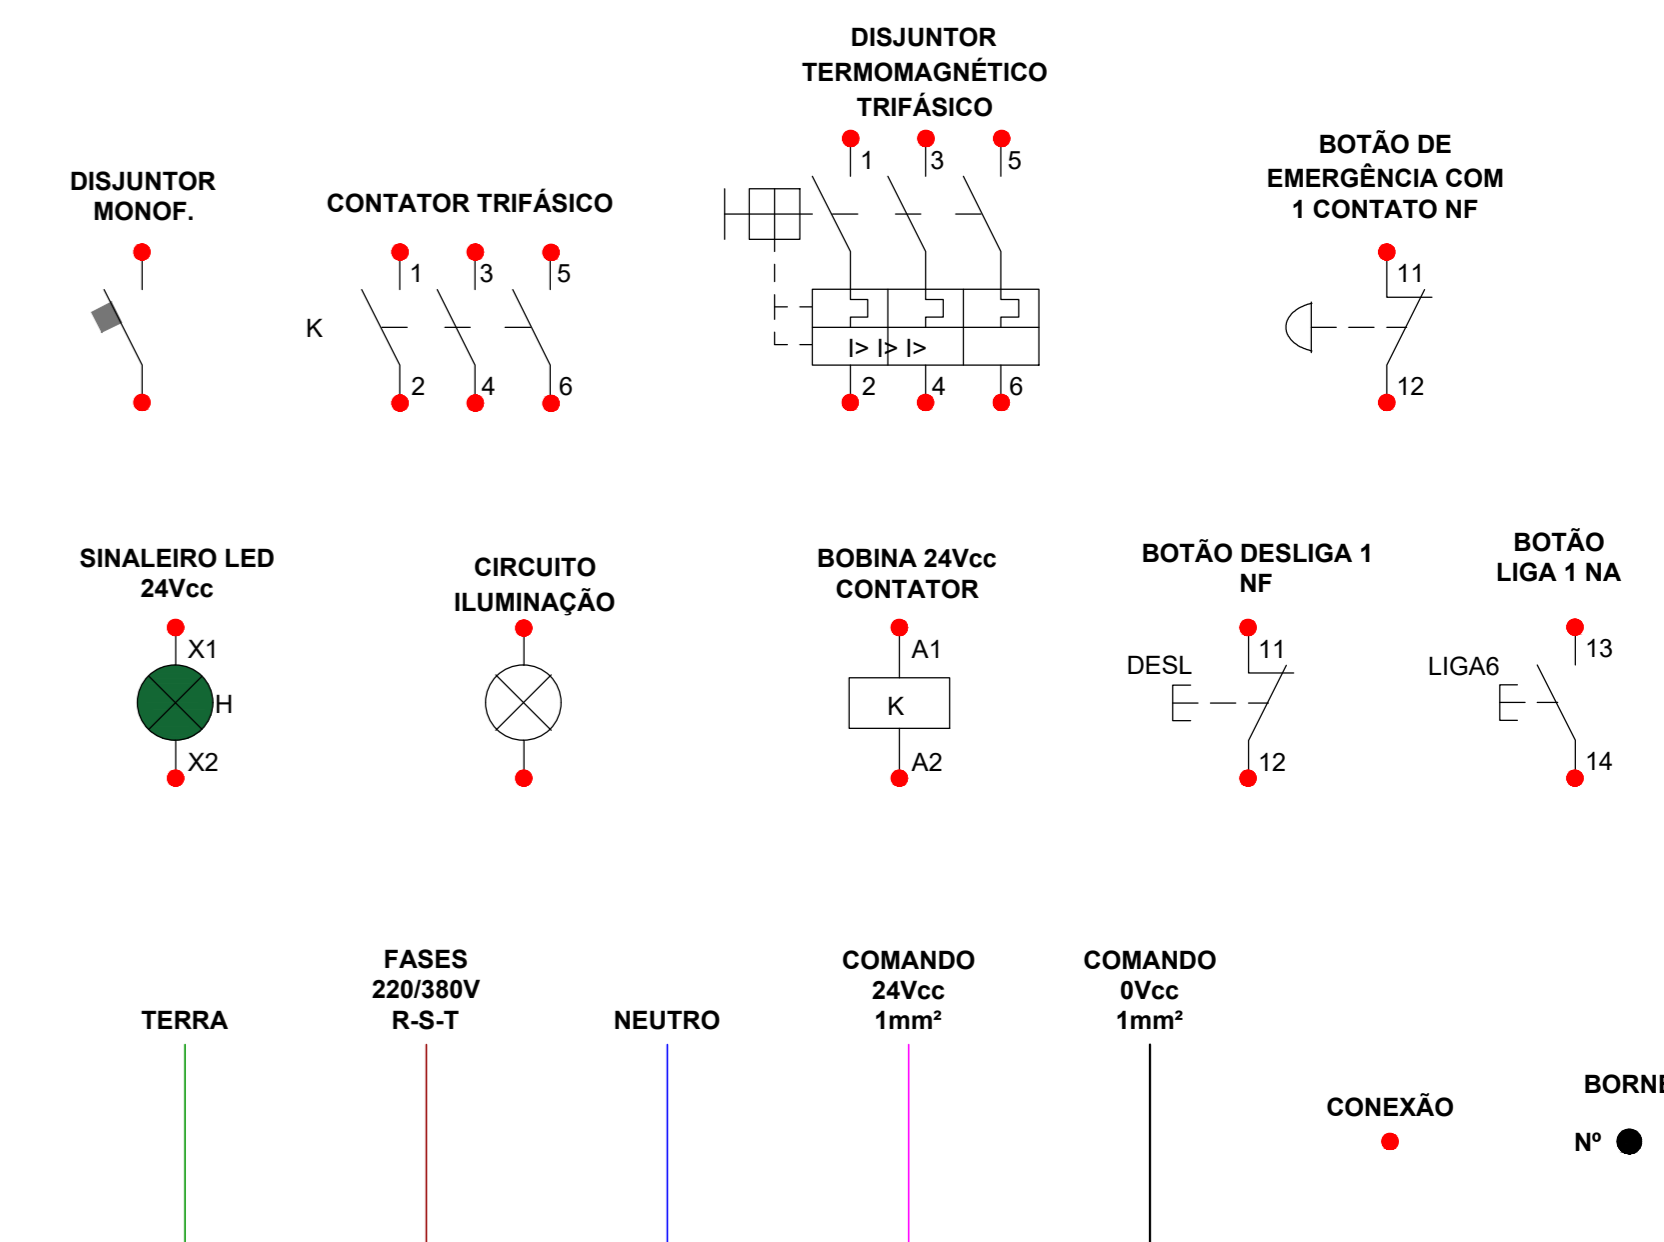 DISJUNTOR
TERMOMAGNÉTICO
TRIFÁSICO
1
3
5
I> I> I>
2
4
6
DISJUNTOR
MONOF.
CONTATOR TRIFÁSICO
1
3
5
K
2
4
6
BOTÃO DE
EMERGÊNCIA COM
1 CONTATO NF
11
12
SINALEIRO LED
24Vcc
X1
H
X2
CIRCUITO
ILUMINAÇÃO
BOBINA 24Vcc
CONTATOR
A1
K
A2
BOTÃO DESLIGA 1
NF
11
DESL
12
BOTÃO
LIGA 1 NA
13
LIGA6
14
TERRA
FASES
220/380V
R-S-T
NEUTRO
COMANDO
24Vcc
1mm²
COMANDO
0Vcc
1mm²
CONEXÃO
BORNE
Nº